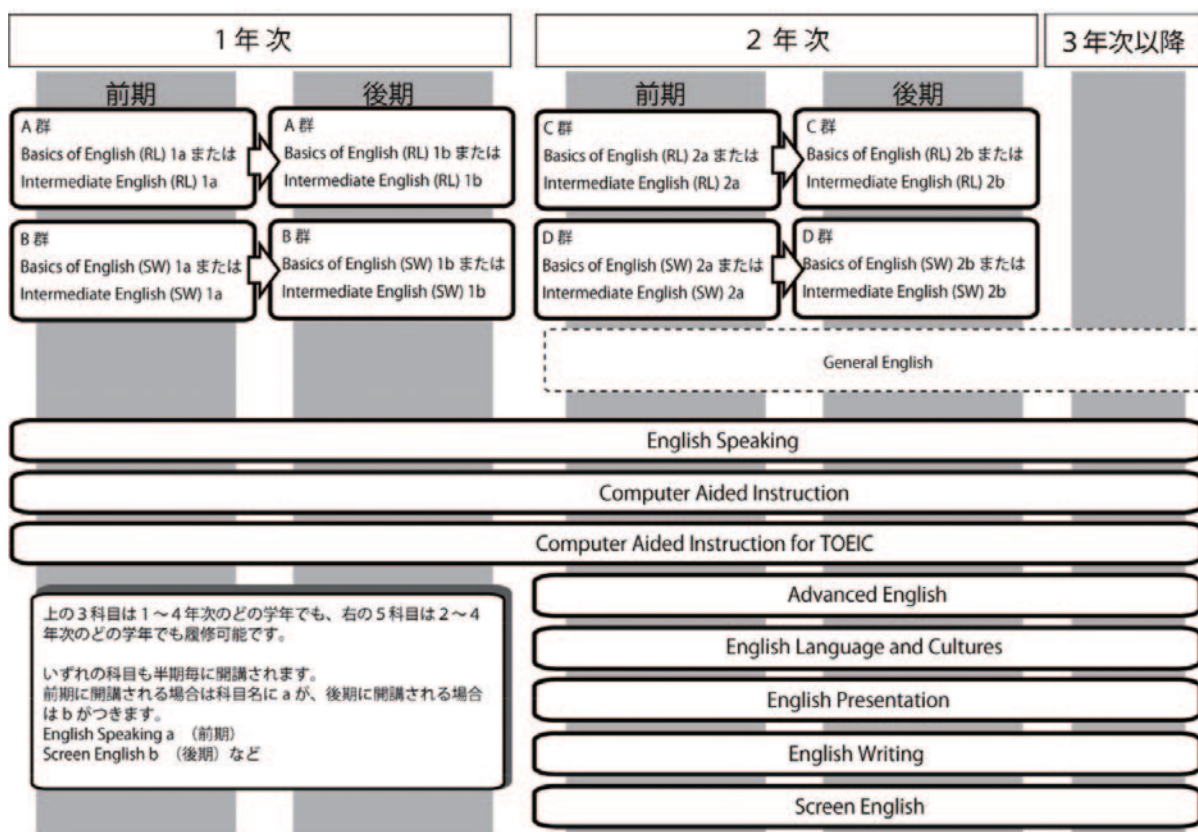 1年次
2年次
3年次以降
前期
後期
前期
後期
A群
Basics of English (RL) 1a または
Intermediate English (RL) 1a
A群
Basics of English (RL) 1b または
Intermediate English (RL) 1b
C群
Basics of English (RL) 2a または
Intermediate English (RL) 2a
C群
Basics of English (RL) 2b または
Intermediate English (RL) 2b
B群
Basics of English (SW) 1a または
Intermediate English (SW) 1a
B群
Basics of English (SW) 1b または
Intermediate English (SW) 1b
D群
Basics of English (SW) 2a または
Intermediate English (SW) 2a
D群
Basics of English (SW) 2b または
Intermediate English (SW) 2b
General English
English Speaking
Computer Aided Instruction
Computer Aided Instruction for TOEIC
上の3科目は1～4年次のどの学年でも、右の5科目は2～4
年次のどの学年でも履修可能です。
いずれの科目も半期毎に開講されます。
前期に開講される場合は科目名にaが、後期に開講される場合
はbがつきます。
English Speaking a （前期）
Screen English b （後期）など
Advanced English
English Language and Cultures
English Presentation
English Writing
Screen English